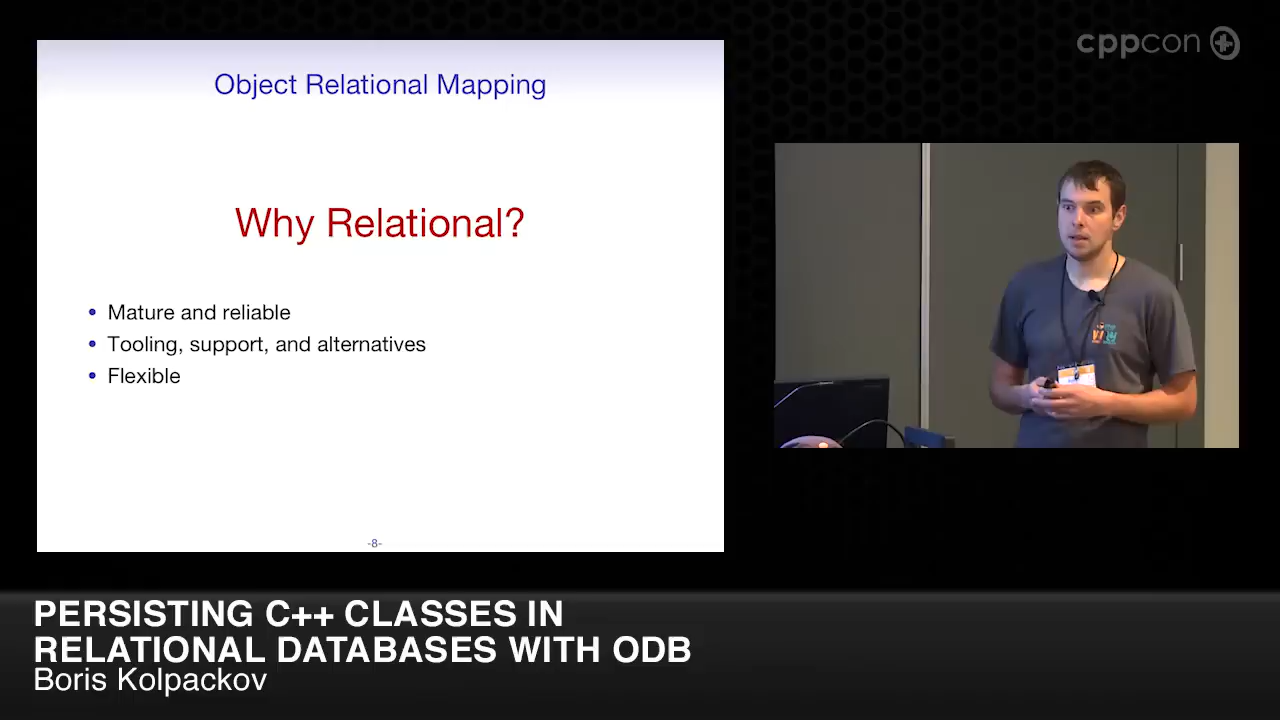 cppcon
Object Relational Mapping
Why Relational?
• Mature and reliable
• Tooling, support, and alternatives
• Flexible
-8-
PERSISTING C++ CLASSES IN
RELATIONAL DATABASES WITH ODB
Boris Kolpackov